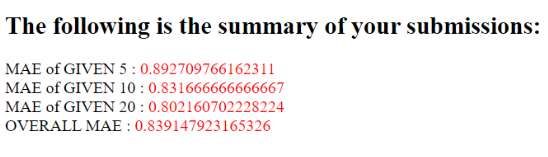 The following is the summary of your submissions:
MAE of GIVEN 5 : 0.892709766162311
MAE of GIVEN 10 : 0.831666666666667
MAE of GIVEN 20 : 0.802160702228224
OVERALL MAE : 0.839147923165326